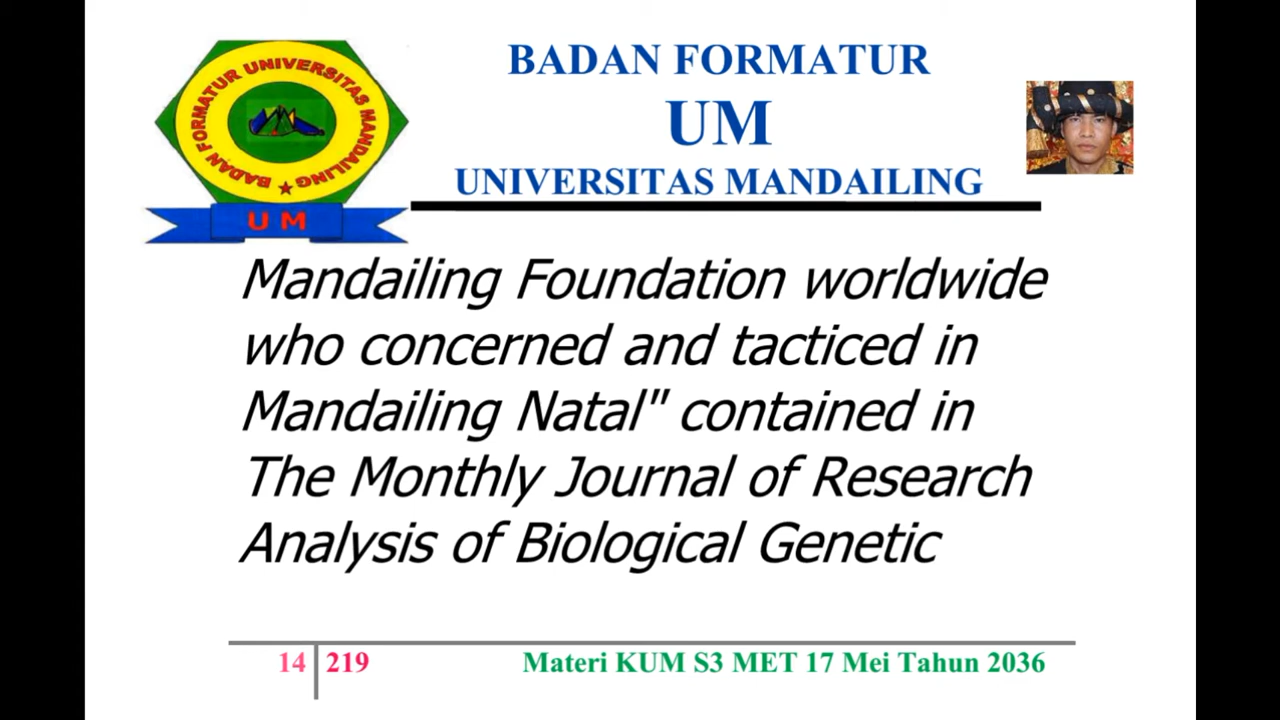 BADAN FORMATUR UNIVERSITAS MANDAILING
U M
BADAN FORMATUR
UM
UNIVERSITAS MANDAILING
Mandailing Foundation worldwide
who concerned and tacticed in
Mandailing Natal" contained in
The Monthly Journal of Research
Analysis of Biological Genetic
14 219
Materi KUM S3 MET 17 Mei Tahun 2036